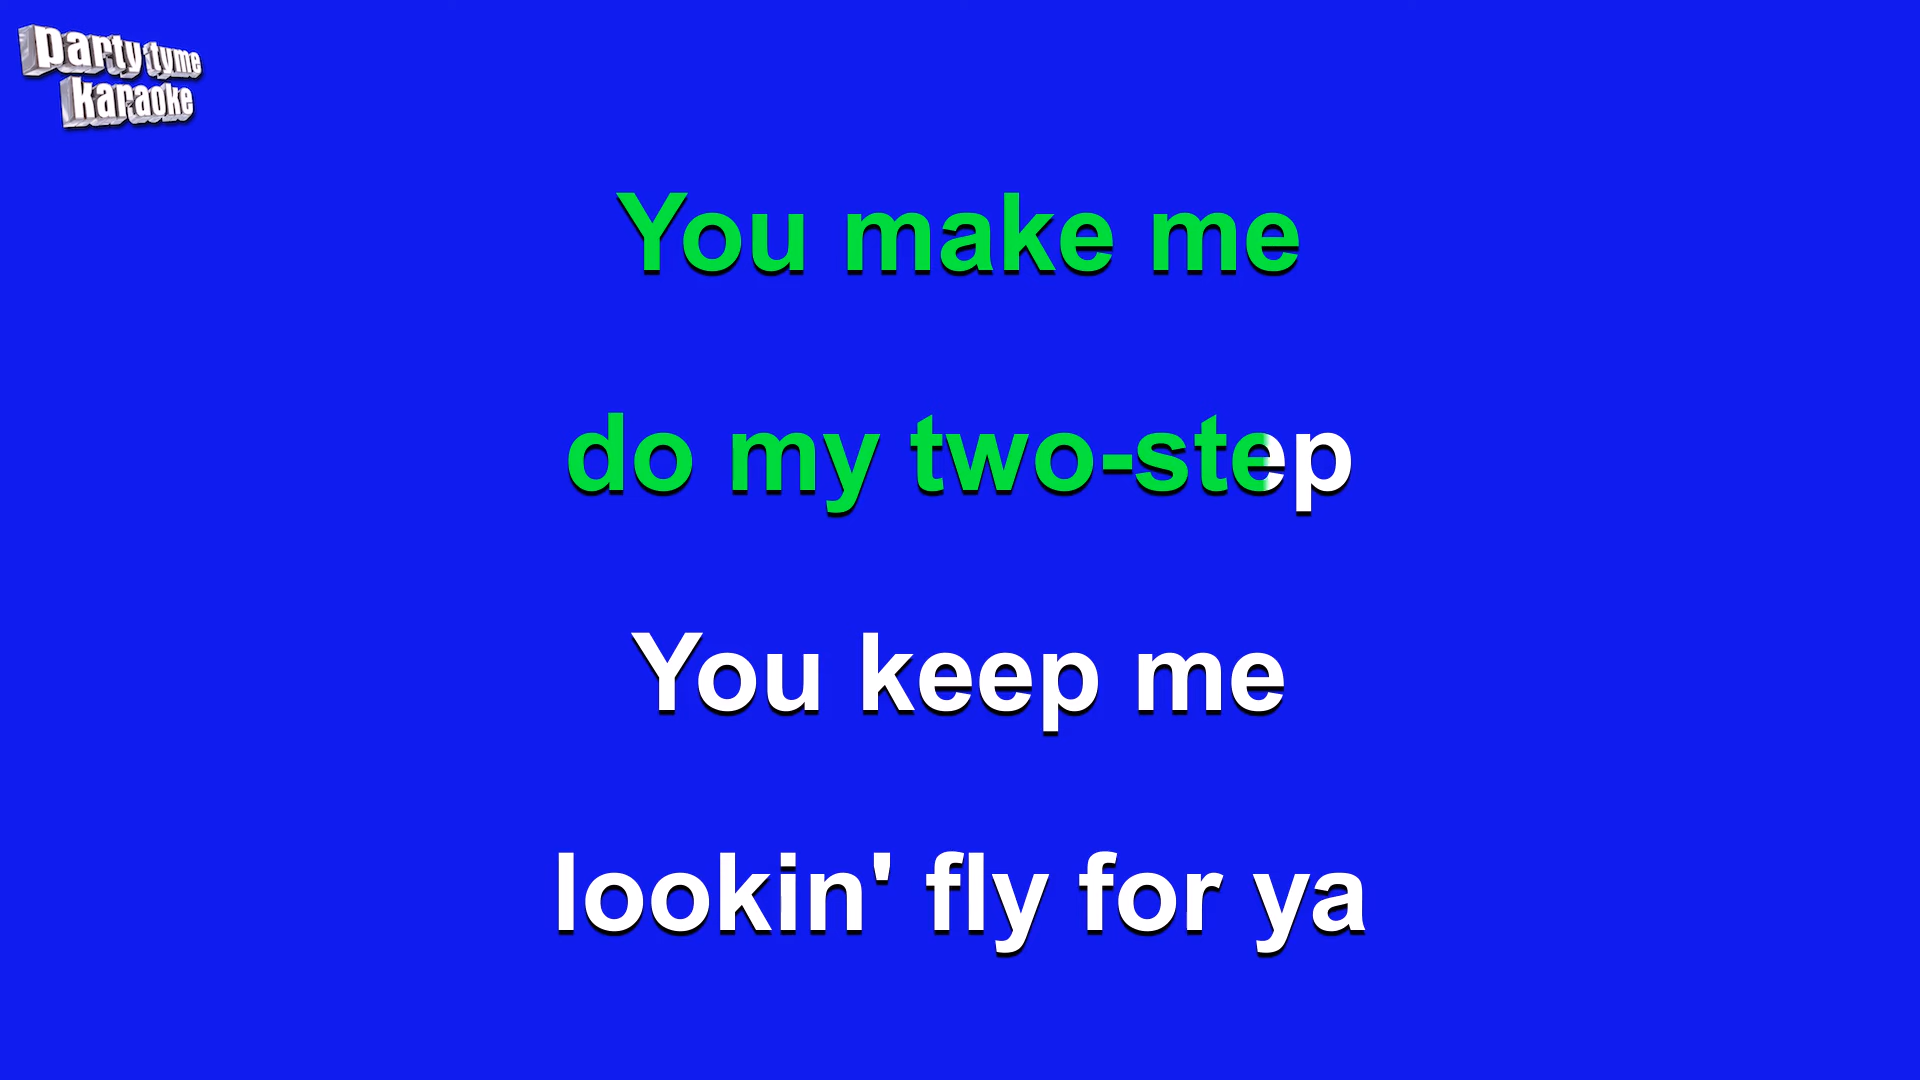 party tyme
karaoke
You make me
do my two-step
You keep me
lookin' fly for ya